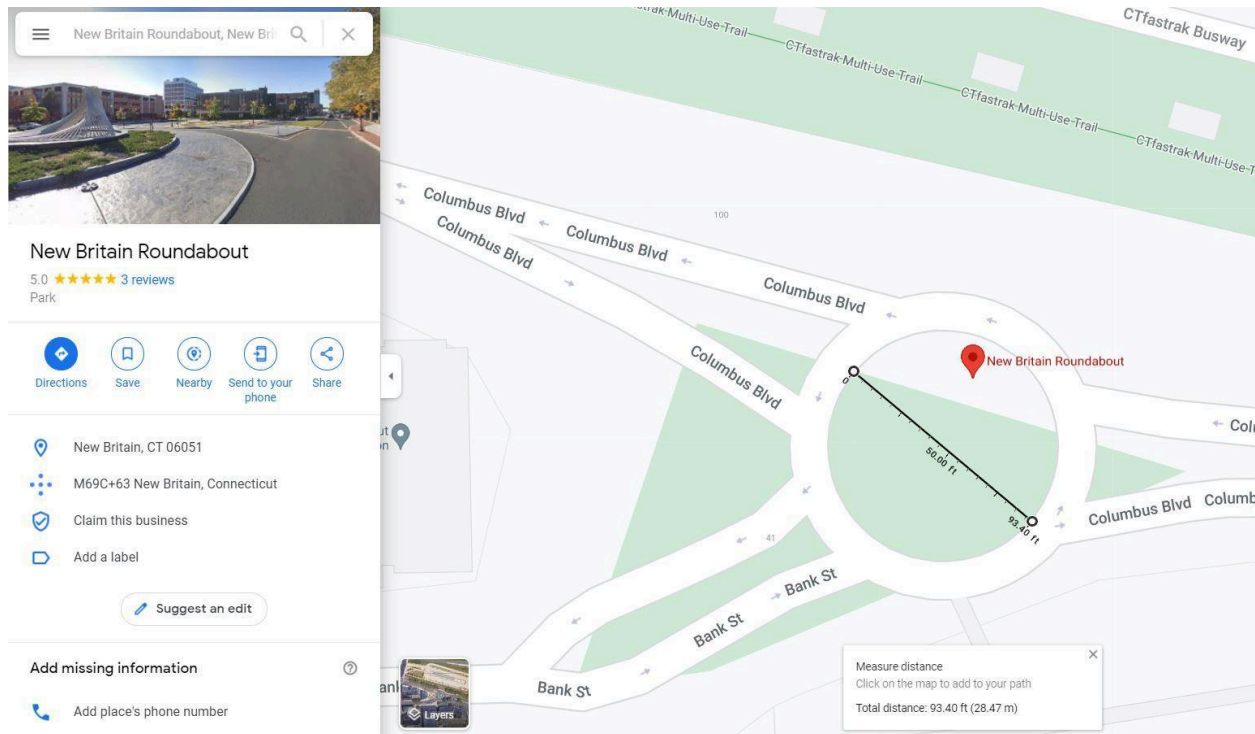 New Britain Roundabout, New Bri
New Britain Roundabout
5.0 ★★★★★ 3 reviews
Park
Directions
Save
Nearby
Send to your
phone
Share
New Britain, CT 06051
M69C+63 New Britain, Connecticut
Claim this business
Add a label
Suggest an edit
Add missing information
Add place's phone number
Layers
CTfastrak Busway
Multi-Use Trail
CTfastrak Multi-Use Trail
CTfastrak Multi-Use Trail
CTfastrak Multi-Use T
Columbus Blvd
Columbus Blvd
Columbus Blvd
Columbus Blvd
Columbus Blvd
100
New Britain Roundabout
0
50.00 ft
93.40 ft
Colu
Columbus Blvd
Columb
41
Bank St
Bank St
Bank St
Measure distance
Click on the map to add to your path
Total distance: 93.40 ft (28.47 m)